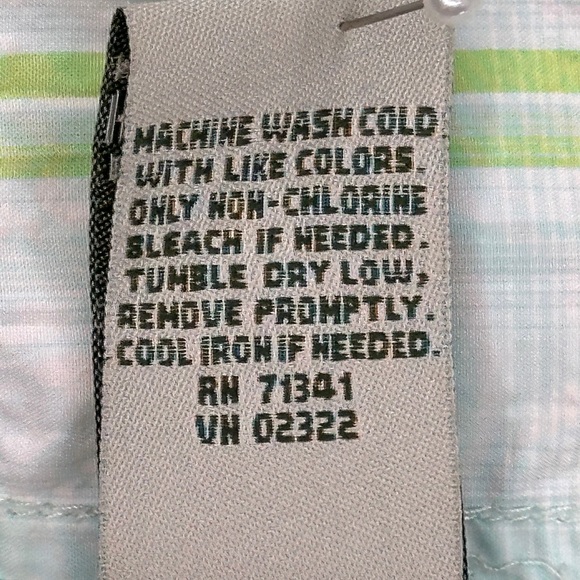 MACHINE WASH COLD
WITH LIKE COLORS.
ONLY NON-CHLORINE
BLEACH IF NEEDED.
TUMBLE DRY LOW,
REMOVE PROMPTLY.
COOL IRON IF NEEDED.
RN 71341
VN 02322